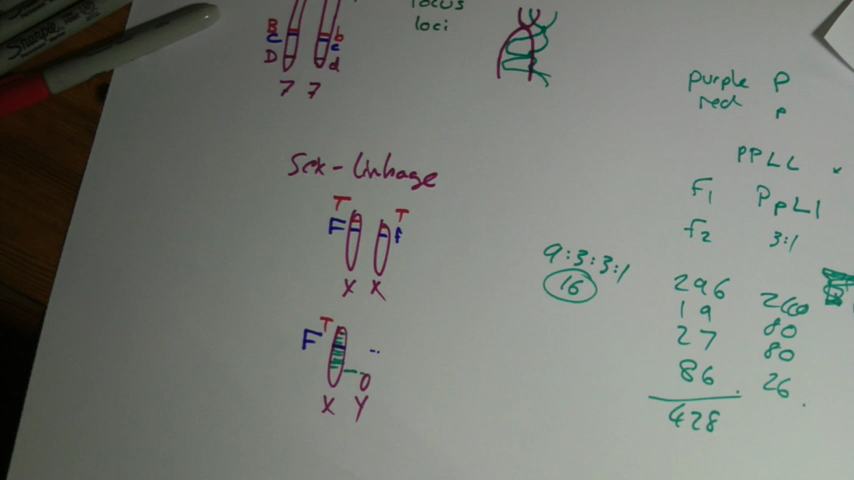 Sharpie
B
C
D
b
c
d
7 7
locus
loci
purple P
red p
PPLL x
F1 PpLl
F2 3:1
Sex-linkage
T T
F f
X X
T
F
X Y
9:3:3:1
16
296
19
27
86
428
80
80
26